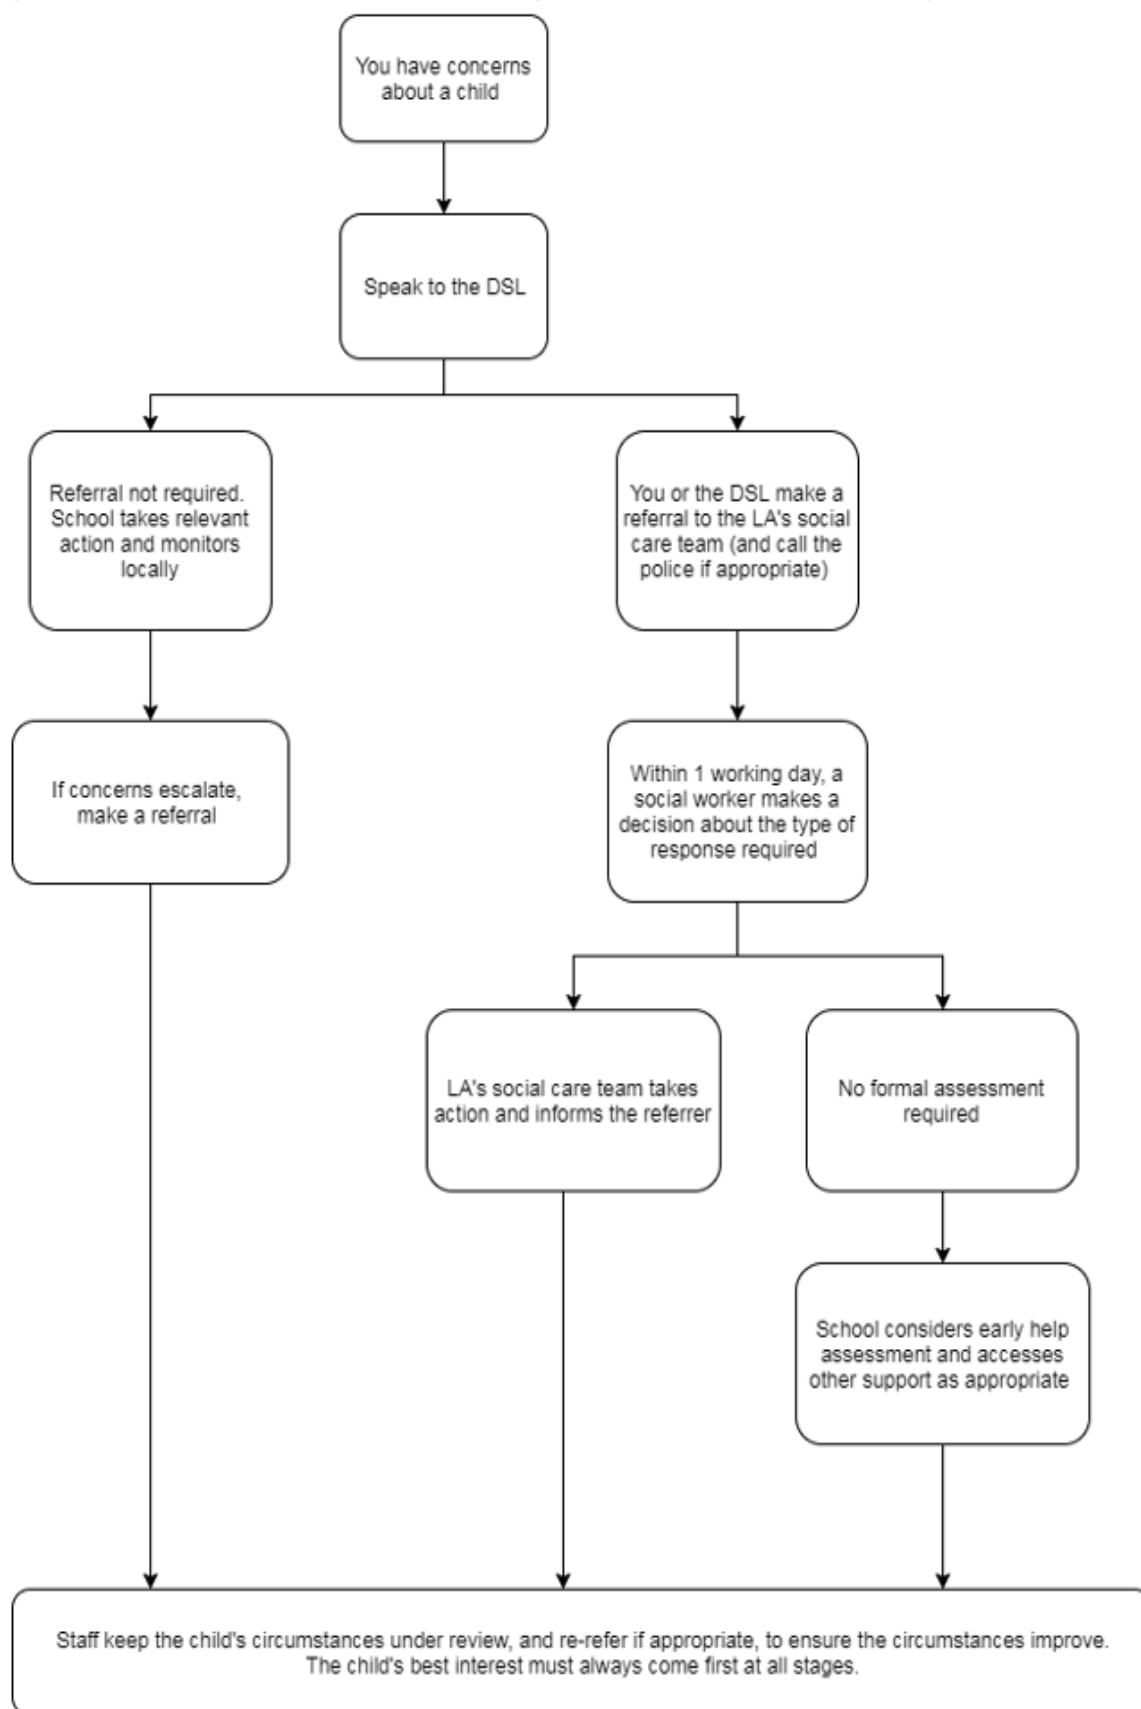 You have concerns
about a child
Speak to the DSL
Referral not required.
School takes relevant
action and monitors
locally
You or the DSL make a
referral to the LA's social
care team (and call the
police if appropriate)
If concerns escalate,
make a referral
Within 1 working day, a
social worker makes a
decision about the type of
response required
LA's social care team takes
action and informs the referrer
No formal assessment
required
School considers early help
assessment and accesses
other support as appropriate
Staff keep the child's circumstances under review, and re-refer if appropriate, to ensure the circumstances improve.
The child's best interest must always come first at all stages.